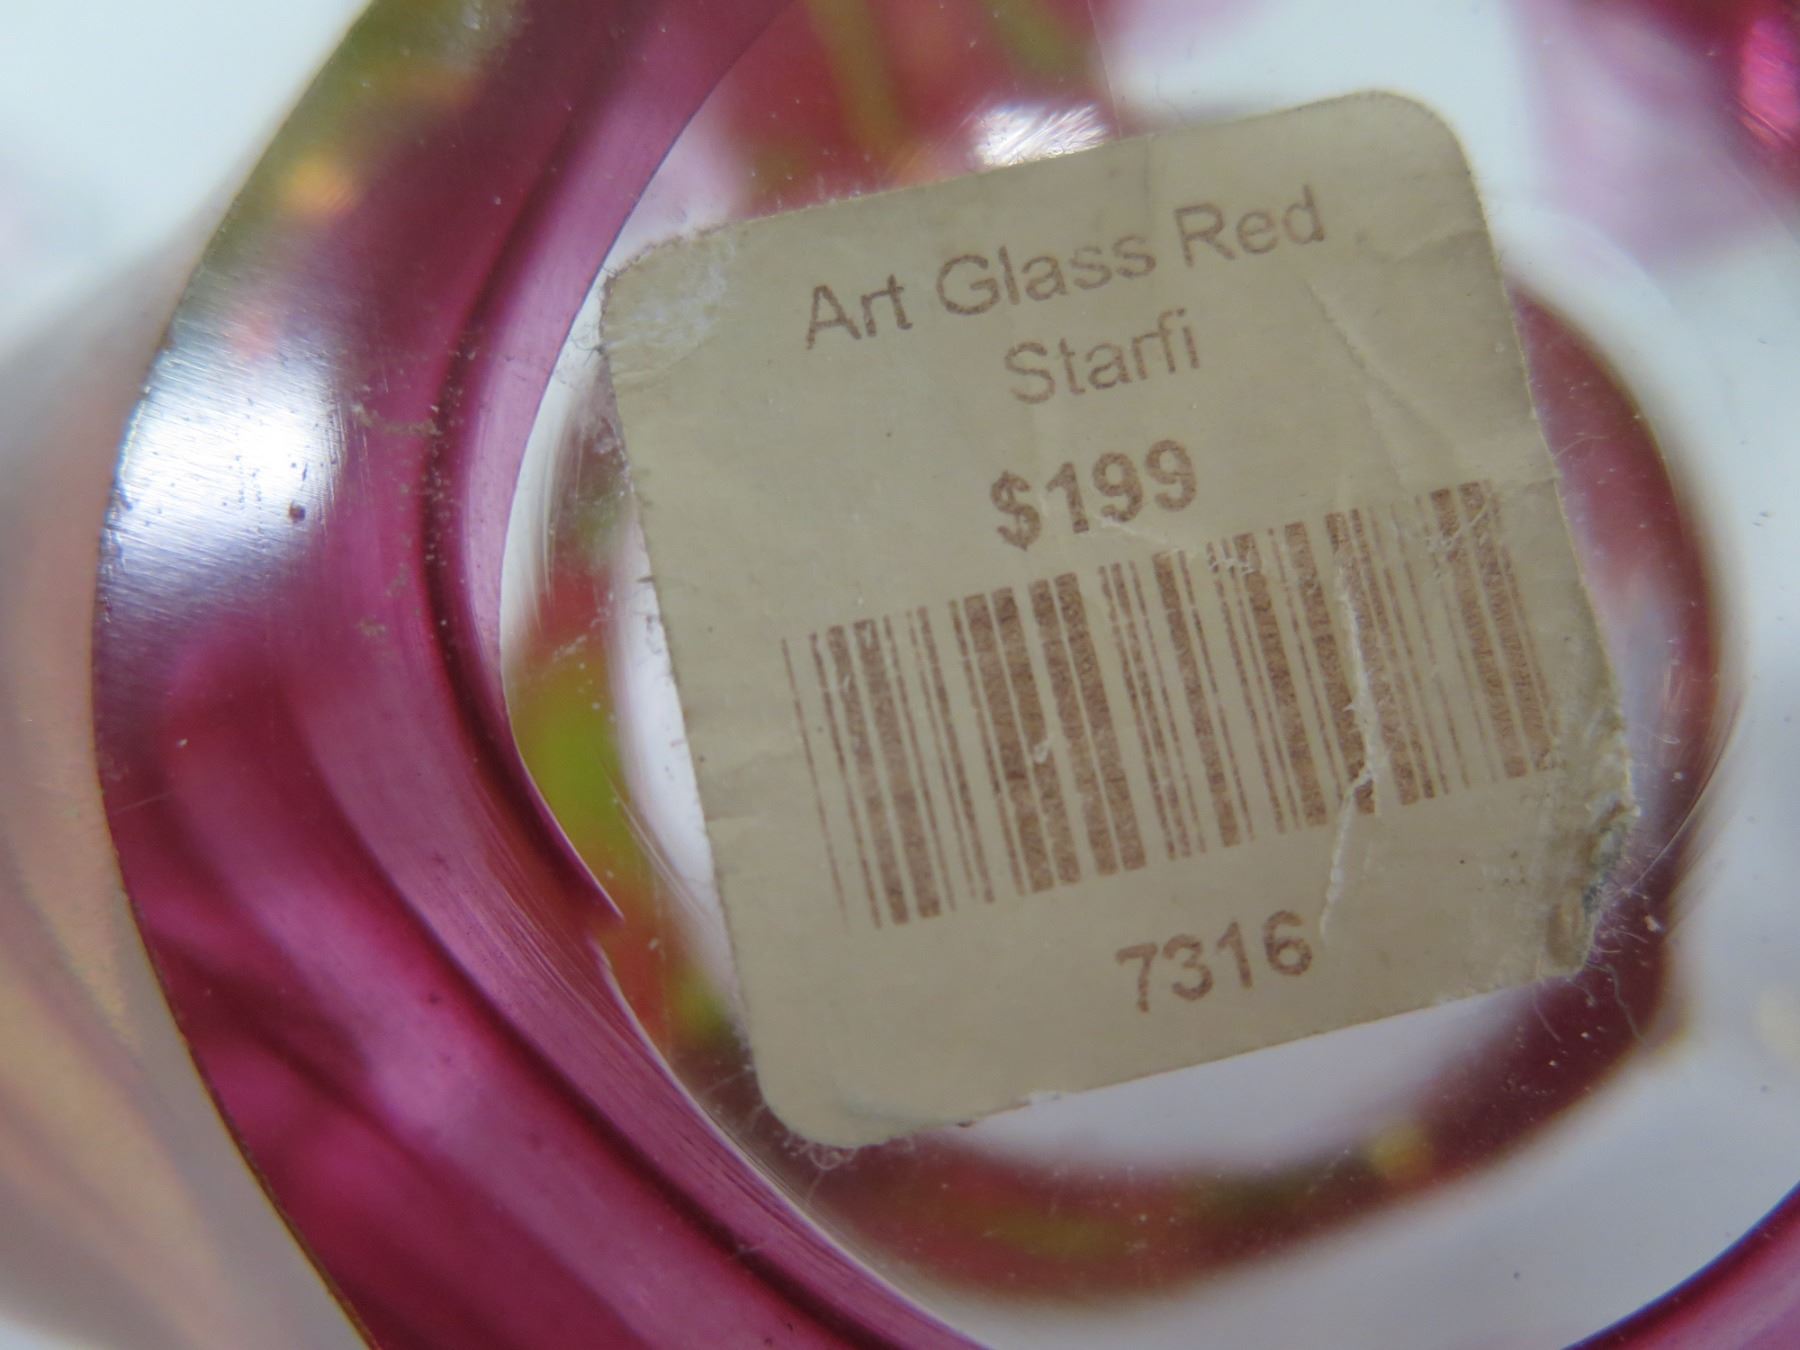 Art Glass Red
Starfi
$199
7316